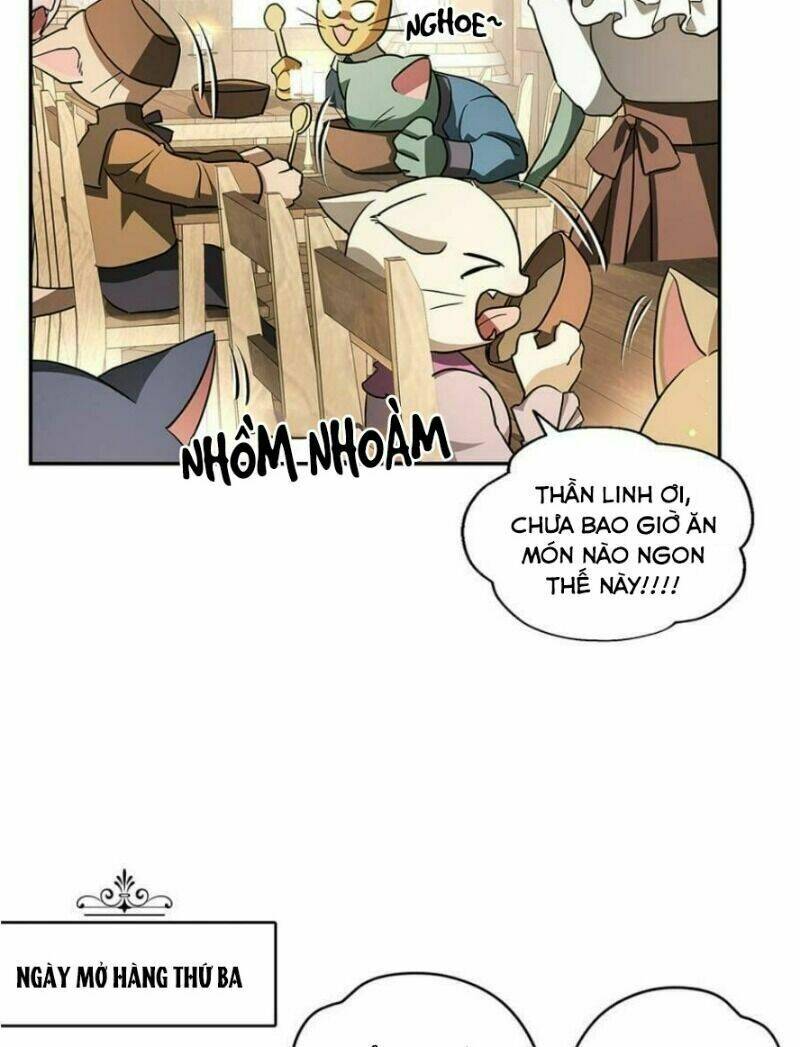 NGHOE~
NHỒM NHOÀM
THẦN LINH ƠI,
CHƯA BAO GIỜ ĂN
MÓN NÀO NGON
THẾ NÀY!!!!
NGÀY MỞ HÀNG THỨ BA